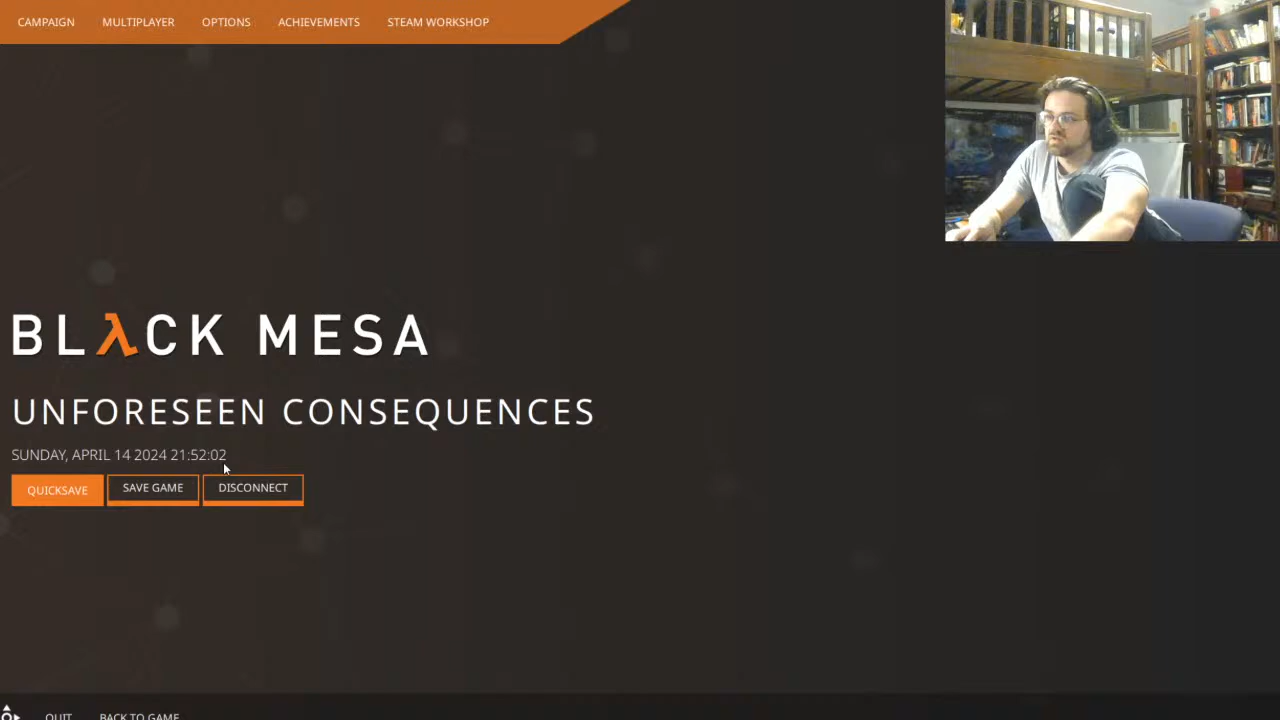 CAMPAIGN MULTIPLAYER OPTIONS ACHIEVEMENTS STEAM WORKSHOP
BLλCK MESA
UNFORESEEN CONSEQUENCES
SUNDAY, APRIL 14 2024 21:52:02
QUICKSAVE SAVE GAME DISCONNECT
QUIT BACK TO GAME